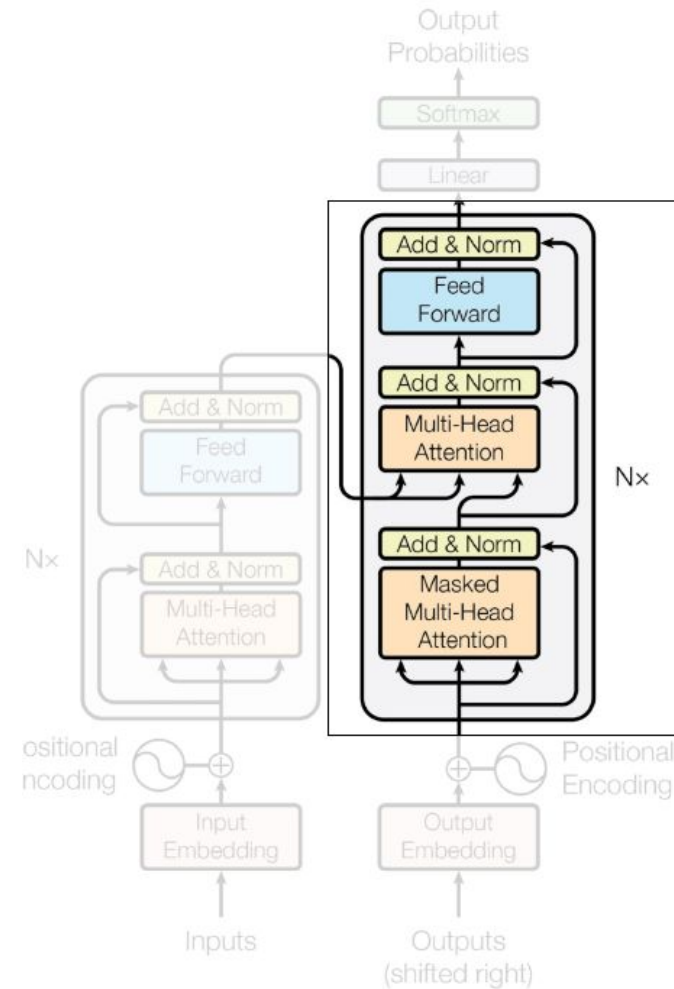 Output
Probabilities
Softmax
Linear
Add & Norm
Feed
Forward
Add & Norm
Multi-Head
Attention
Add & Norm
Masked
Multi-Head
Attention
N×
Add & Norm
Feed
Forward
Add & Norm
Multi-Head
Attention
N×
ositional
ncoding
Positional
Encoding
Input
Embedding
Output
Embedding
Inputs
Outputs
(shifted right)